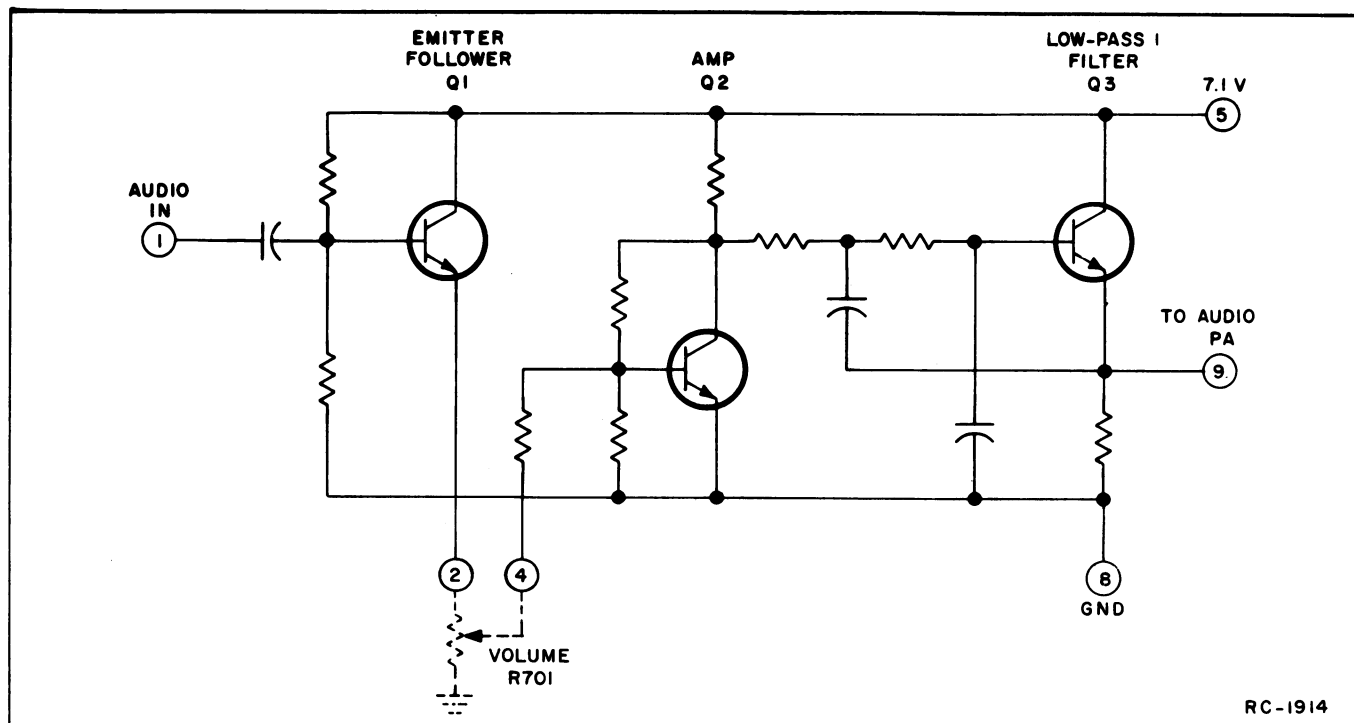 EMITTER
FOLLOWER
Q1
AMP
Q2
LOW-PASS I
FILTER
Q3
7.1 V
5
AUDIO
IN
1
TO AUDIO
PA
9.
2
4
8
GND
VOLUME
R701
RC-1914